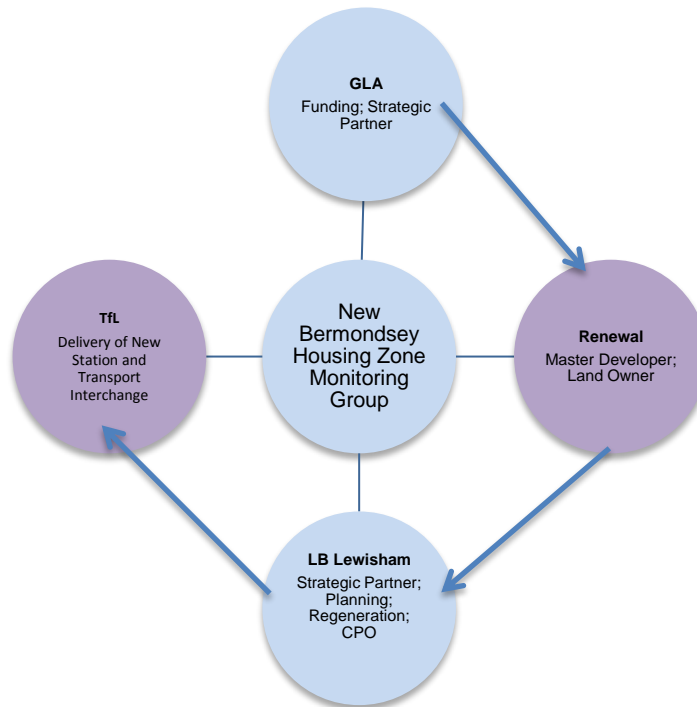 GLA
Funding; Strategic
Partner
TfL
Delivery of New
Station and
Transport
Interchange
New
Bermondsey
Housing Zone
Monitoring
Group
Renewal
Master Developer;
Land Owner
LB Lewisham
Strategic Partner;
Planning;
Regeneration;
CPO